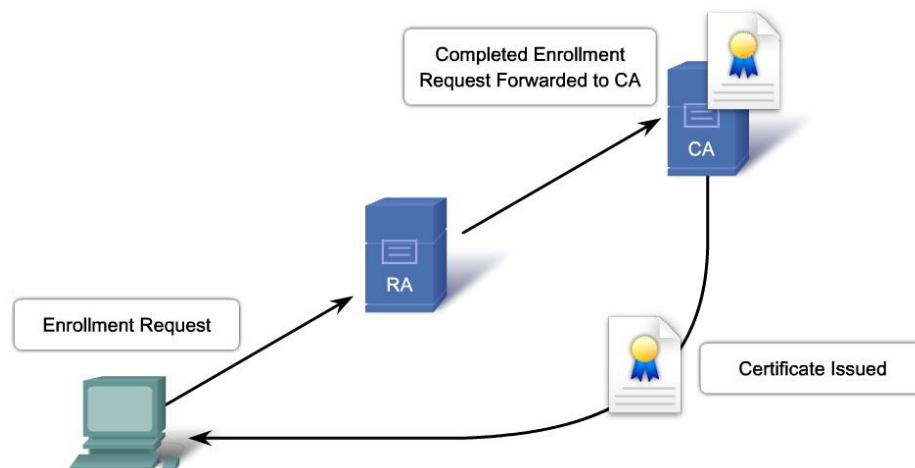 Completed Enrollment
Request Forwarded to CA
CA
RA
Enrollment Request
Certificate Issued